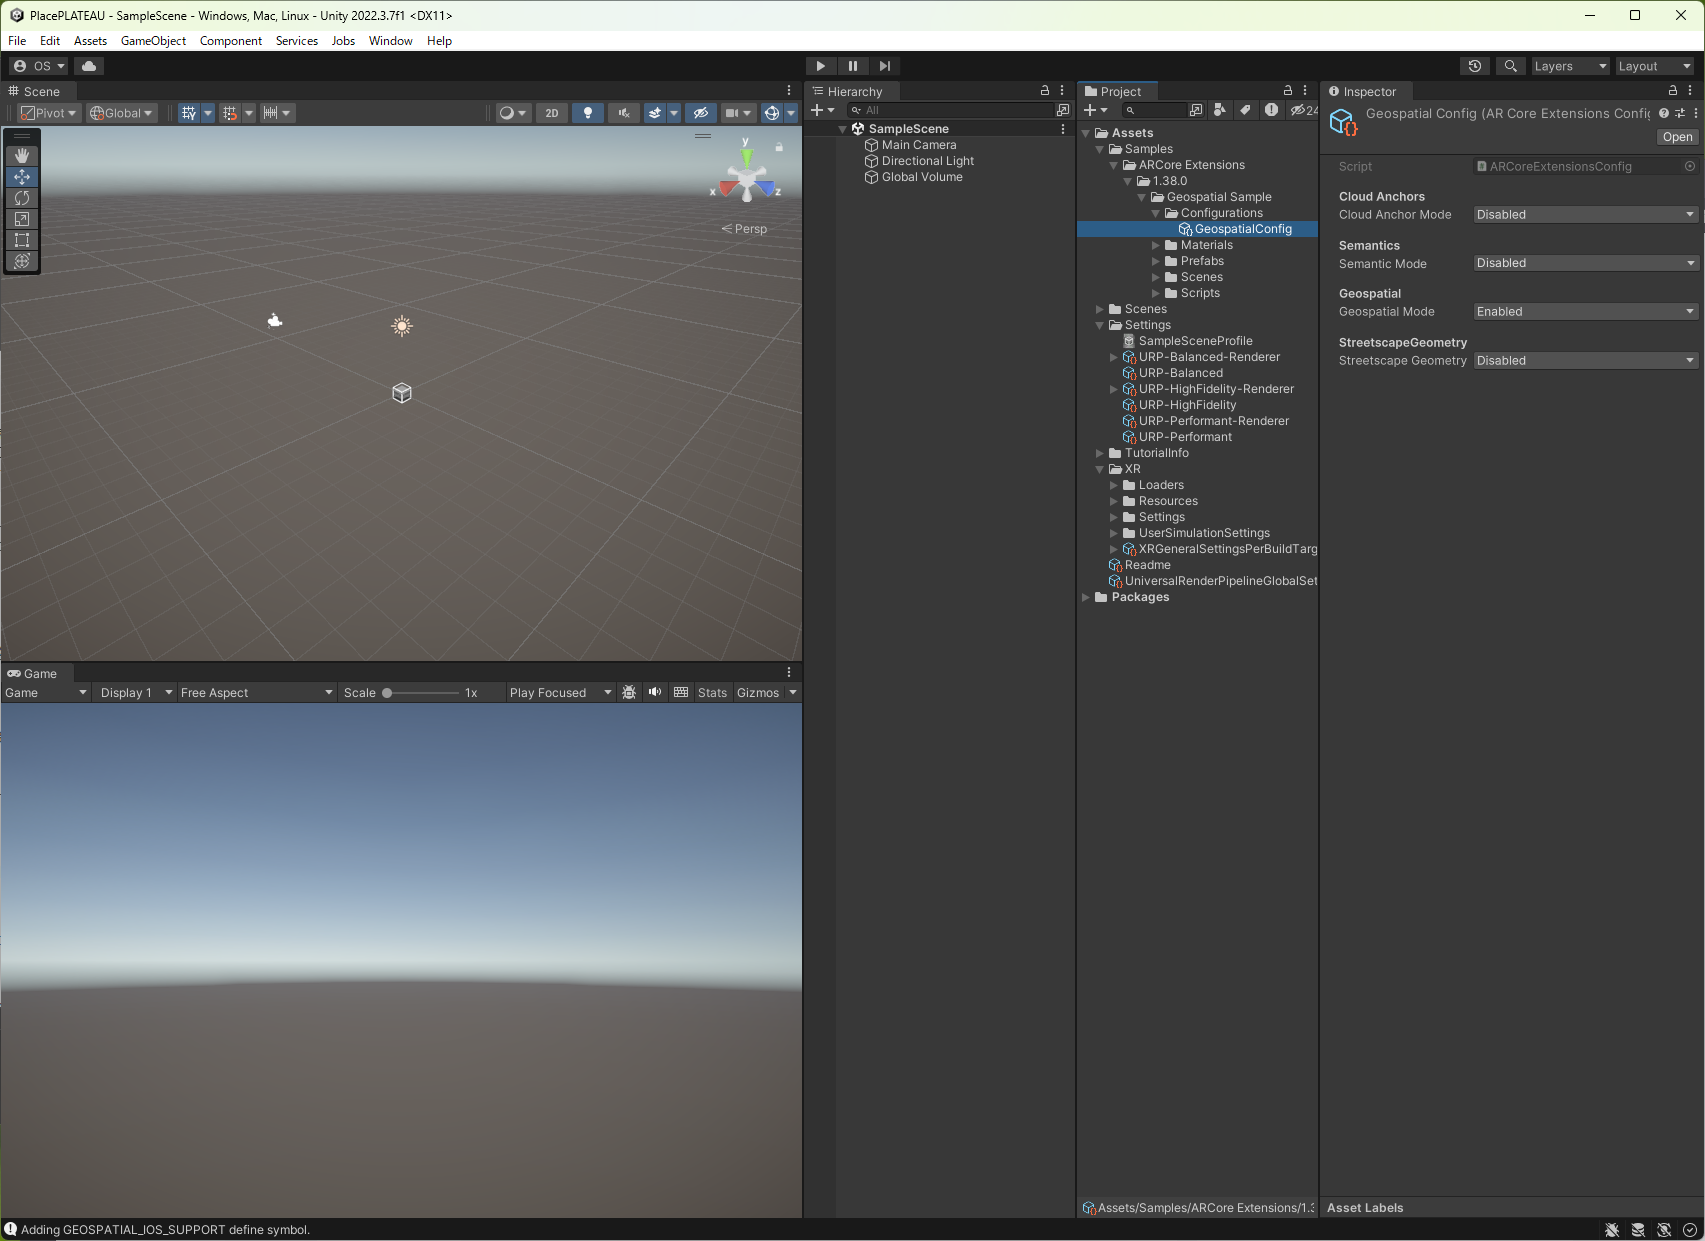 PlacePLATEAU - SampleScene - Windows, Mac, Linux - Unity 2022.3.7f1 <DX11>
File Edit Assets GameObject Component Services Jobs Window Help
OS
Layers Layout
Scene
Pivot Global 2D
y
x z
Persp
Game
Game Display 1 Free Aspect Scale 1x Play Focused Stats Gizmos
Hierarchy
All
SampleScene
Main Camera
Directional Light
Global Volume
Project
24
Assets
Samples
ARCore Extensions
1.38.0
Geospatial Sample
Configurations
GeospatialConfig
Materials
Prefabs
Scenes
Scripts
Scenes
Settings
SampleSceneProfile
URP-Balanced-Renderer
URP-Balanced
URP-HighFidelity-Renderer
URP-HighFidelity
URP-Performant-Renderer
URP-Performant
TutorialInfo
XR
Loaders
Resources
Settings
UserSimulationSettings
XRGeneralSettingsPerBuildTarg
Readme
UniversalRenderPipelineGlobalSet
Packages
Assets/Samples/ARCore Extensions/1.3
Inspector
Geospatial Config (AR Core Extensions Config
Open
Script ARCoreExtensionsConfig
Cloud Anchors
Cloud Anchor Mode Disabled
Semantics
Semantic Mode Disabled
Geospatial
Geospatial Mode Enabled
StreetscapeGeometry
Streetscape Geometry Disabled
Asset Labels
Adding GEOSPATIAL_IOS_SUPPORT define symbol.